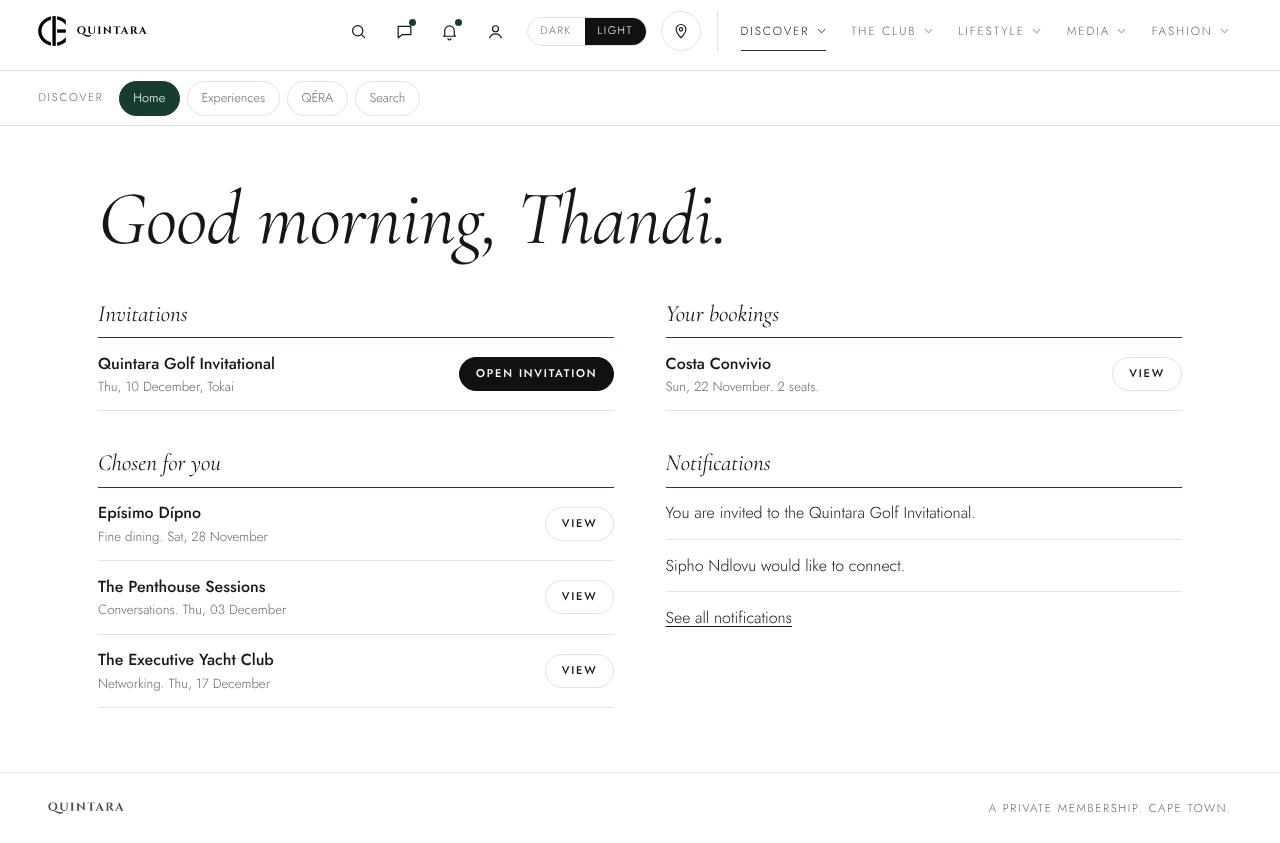 QUINTARA
DARK LIGHT
DISCOVER THE CLUB LIFESTYLE MEDIA FASHION
DISCOVER Home Experiences QÉRA Search
Good morning, Thandi.
Invitations
Quintara Golf Invitational
Thu, 10 December, Tokai
OPEN INVITATION
Your bookings
Costa Convivio
Sun, 22 November. 2 seats.
VIEW
Chosen for you
Epísimo Dípno
Fine dining. Sat, 28 November
VIEW
The Penthouse Sessions
Conversations. Thu, 03 December
VIEW
The Executive Yacht Club
Networking. Thu, 17 December
VIEW
Notifications
You are invited to the Quintara Golf Invitational.
Sipho Ndlovu would like to connect.
See all notifications
QUINTARA
A PRIVATE MEMBERSHIP. CAPE TOWN.